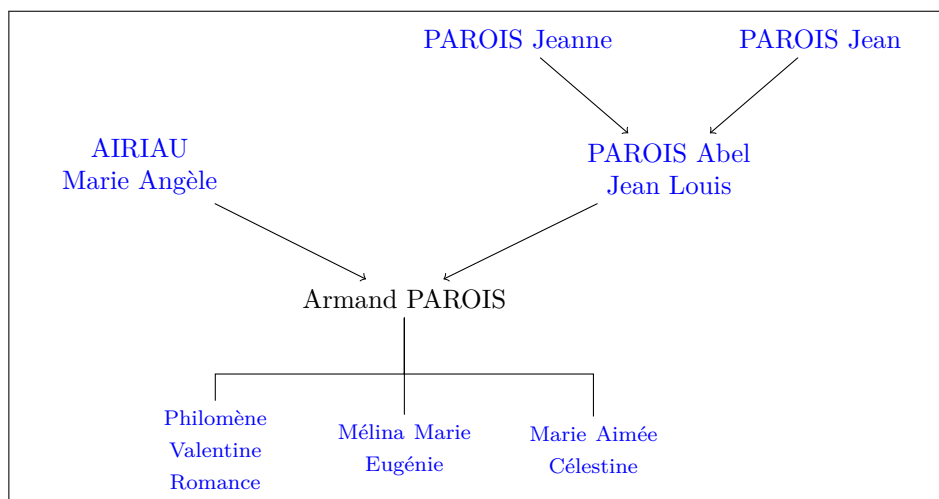 PAROIS Jeanne
PAROIS Jean
AIRIAU
Marie Angèle
PAROIS Abel
Jean Louis
Armand PAROIS
Philomène
Valentine
Romance
Mélina Marie
Eugénie
Marie Aimée
Célestine